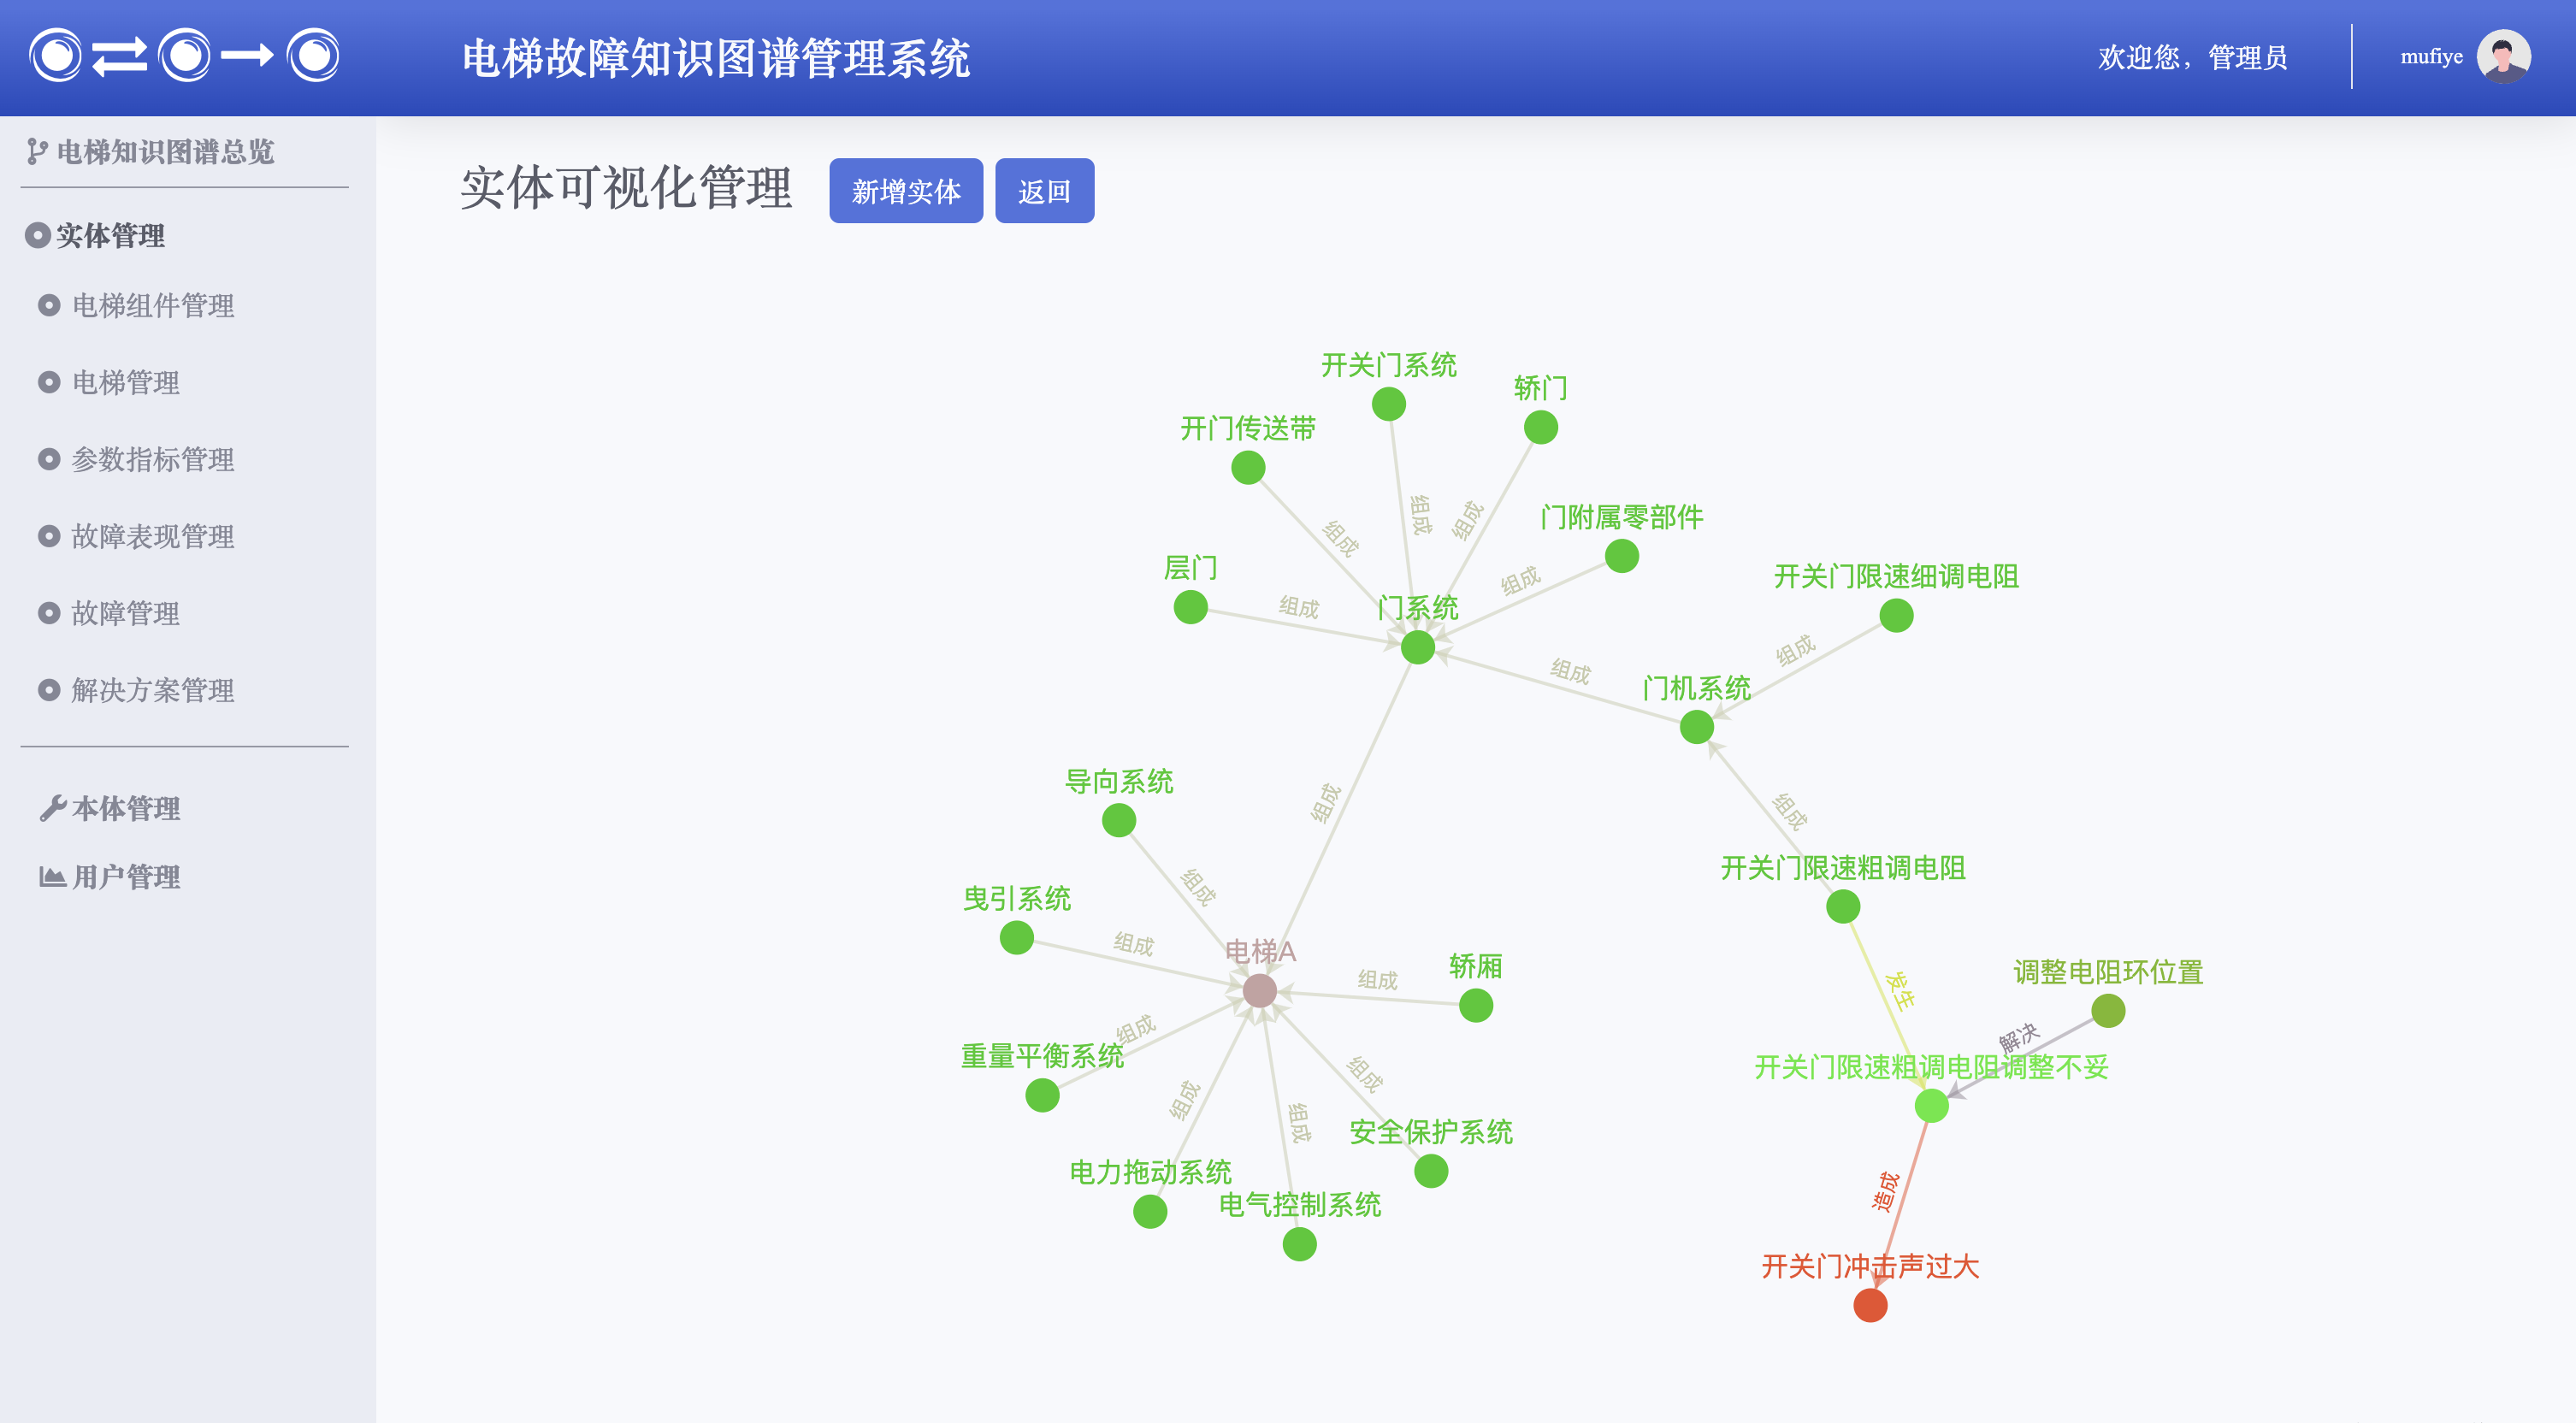 电梯故障知识图谱管理系统
欢迎您，管理员
mufiye
电梯知识图谱总览
实体管理
电梯组件管理
电梯管理
参数指标管理
故障表现管理
故障管理
解决方案管理
本体管理
用户管理
实体可视化管理
新增实体
返回
开关门系统
轿门
开门传送带
组成
组成
门附属零部件
组成
层门
组成
开关门限速细调电阻
组成
门系统
组成
组成
门机系统
导向系统
组成
组成
开关门限速粗调电阻
组成
曳引系统
组成
电梯A
轿厢
组成
调整电阻环位置
发生
组成
解决
重量平衡系统
开关门限速粗调电阻调整不妥
组成
组成
组成
安全保护系统
电力拖动系统
造成
电气控制系统
开关门冲击声过大